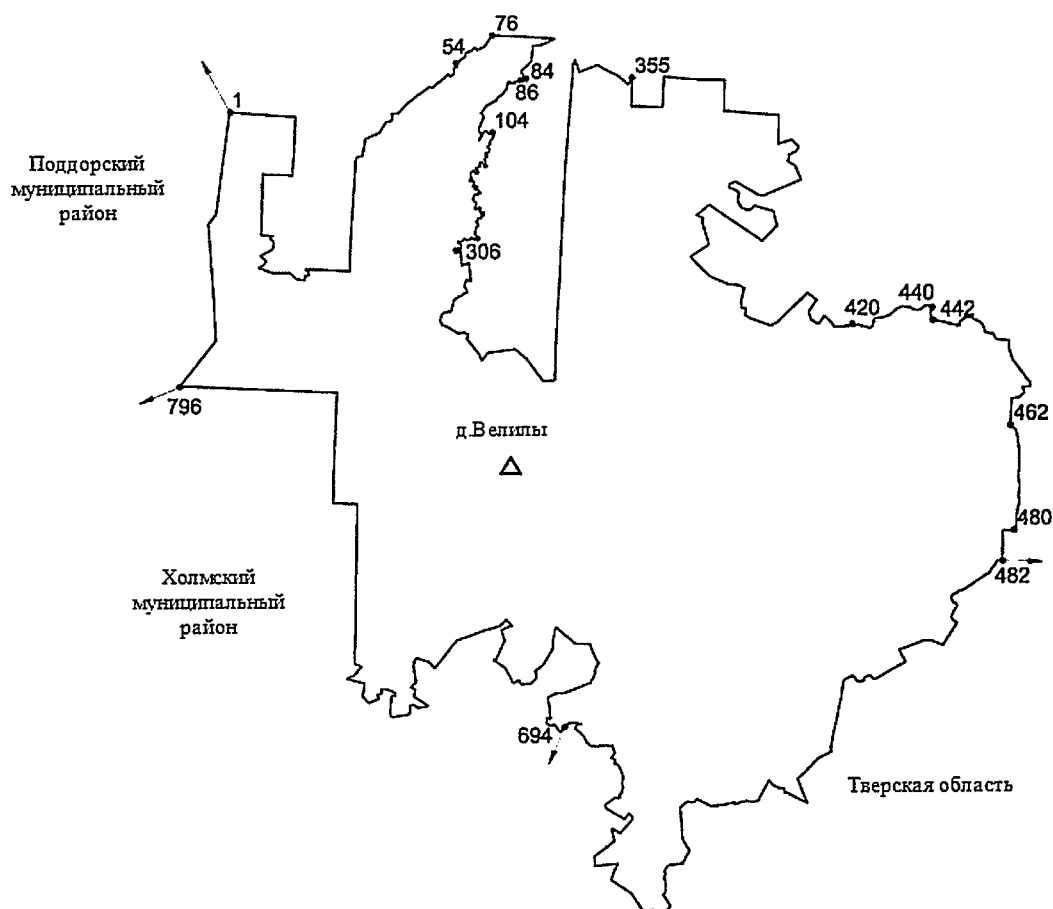 76
54
84
355
86
1
104
Поддорский
муниципальный
район
306
440
420
442
796
462
д.Велилы
480
482
Холмский
муниципальный
район
694
Тверская область